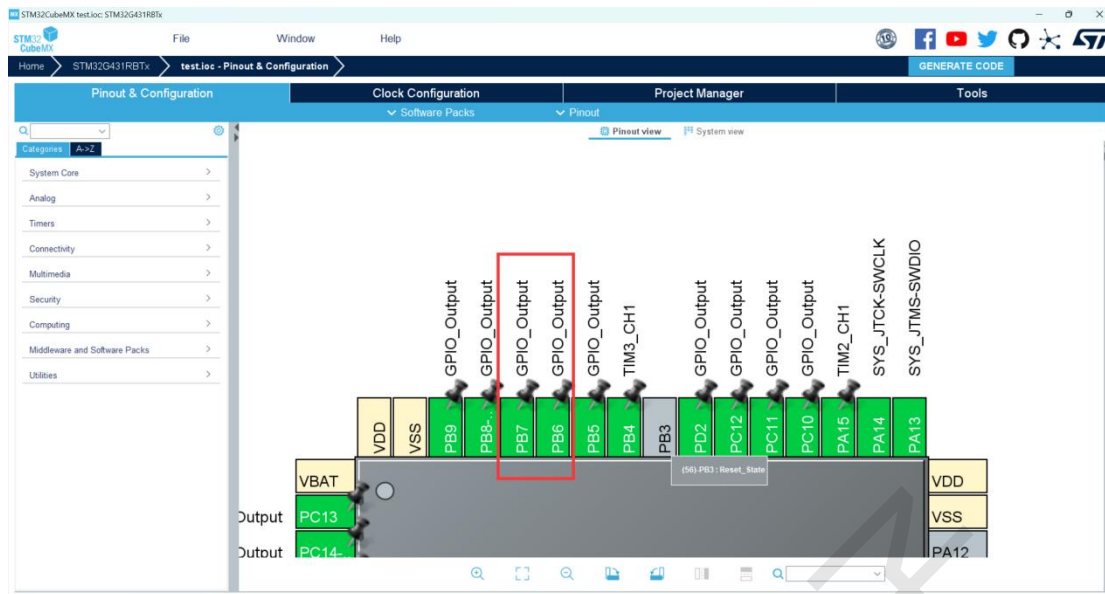 STM32CubeMX test.ioc: STM32G431RBTx
STM32
CubeMX
File Window Help
Home STM32G431RBTx test.ioc - Pinout & Configuration GENERATE CODE
Pinout & Configuration Clock Configuration Project Manager Tools
Software Packs Pinout
Pinout view System view
Categories A->Z
System Core
Analog
Timers
Connectivity
Multimedia
Security
Computing
Middleware and Software Packs
Utilities
GPIO_Output
GPIO_Output
GPIO_Output
GPIO_Output
GPIO_Output
TIM3_CH1
GPIO_Output
GPIO_Output
GPIO_Output
GPIO_Output
TIM2_CH1
SYS_JTCK-SWCLK
SYS_JTMS-SWDIO
VDD
VSS
PB9
PB8-..
PB7
PB6
PB5
PB4
PB3
PD2
PC12
PC11
PC10
PA15
PA14
PA13
(56)-PB3 : Reset_State
VBAT VDD
Output PC13 VSS
Output PC14- PA12